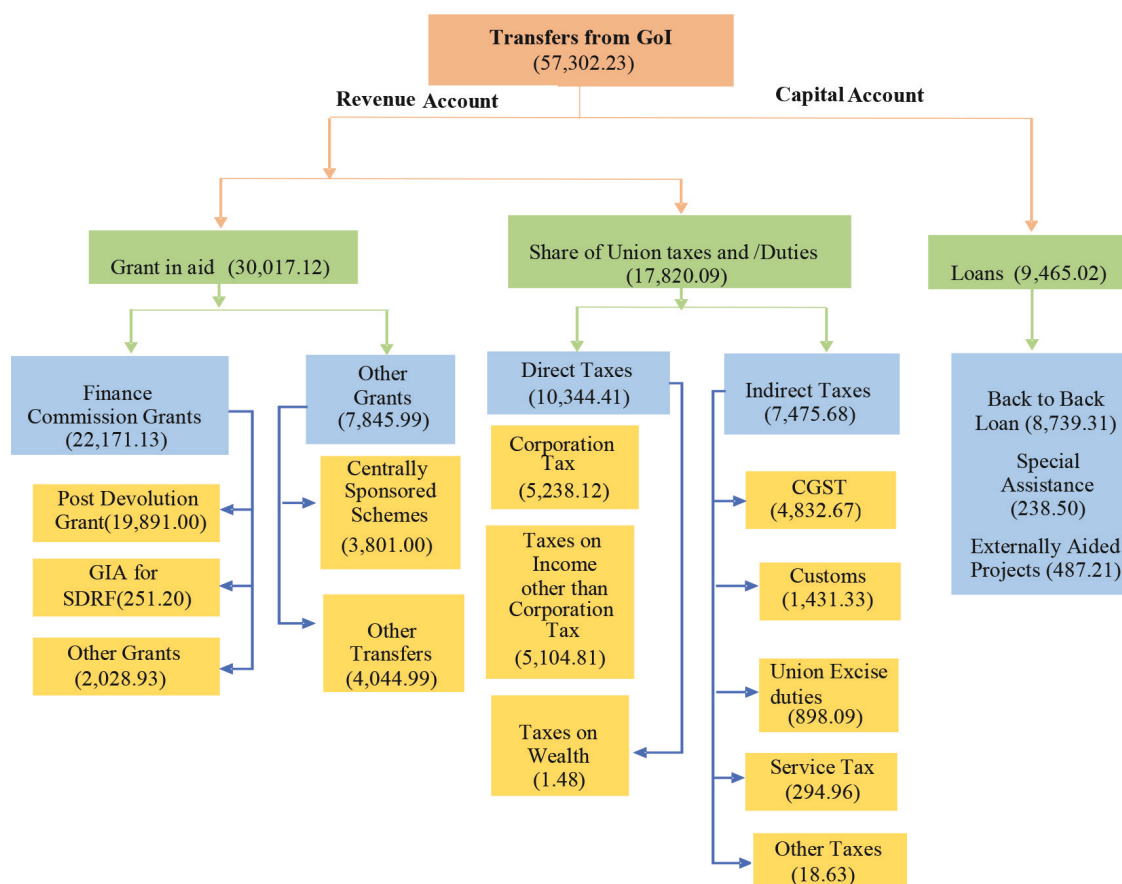 Transfers from GoI
(57,302.23)
Revenue Account
Capital Account
Grant in aid (30,017.12)
Share of Union taxes and /Duties
(17,820.09)
Loans (9,465.02)
Finance
Commission Grants
(22,171.13)
Other
Grants
(7,845.99)
Direct Taxes
(10,344.41)
Indirect Taxes
(7,475.68)
Back to Back
Loan (8,739.31)
Special
Assistance
(238.50)
Externally Aided
Projects (487.21)
Post Devolution
Grant(19,891.00)
GIA for
SDRF(251.20)
Other Grants
(2,028.93)
Centrally
Sponsored
Schemes
(3,801.00)
Other
Transfers
(4,044.99)
Corporation
Tax
(5,238.12)
Taxes on
Income
other than
Corporation
Tax
(5,104.81)
Taxes on
Wealth
(1.48)
CGST
(4,832.67)
Customs
(1,431.33)
Union Excise
duties
(898.09)
Service Tax
(294.96)
Other Taxes
(18.63)